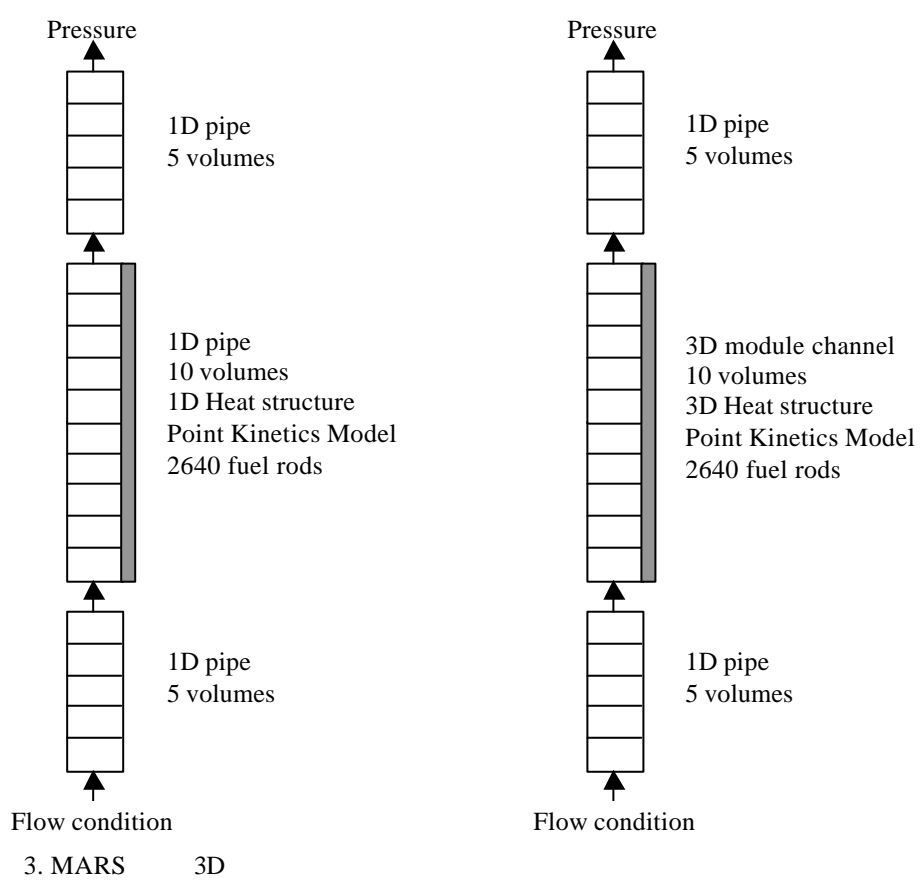 Pressure
1D pipe
5 volumes
1D pipe
10 volumes
1D Heat structure
Point Kinetics Model
2640 fuel rods
1D pipe
5 volumes
Flow condition
Pressure
1D pipe
5 volumes
3D module channel
10 volumes
3D Heat structure
Point Kinetics Model
2640 fuel rods
1D pipe
5 volumes
Flow condition
3. MARS 3D